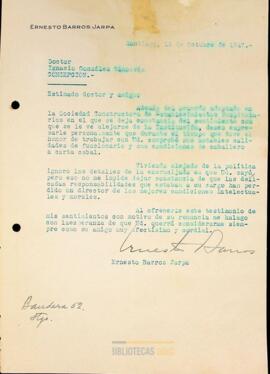 ERNESTO BARROS JARPA
Santiago, 15 de Octubre de 1947.-
Doctor
Ignacio González Ginouvés
CONCEPCION.-
Estimado doctor y amigo:
Además del acuerdo adoptado en
la Sociedad Constructora de Establecimientos Hospitala-
rios en el que se deja constancia del sentimiento con
que se le ve alejarse de la Institución, deseo expre-
sarle personalmente que durante el tiempo que tuve el
honor de trabajar con Ud. comprobé sus notables cali-
dades de funcionario y sus condiciones de caballero
a carta cabal.
Viviendo alejado de la política
ignoro los detalles de la encrucijada en que Ud. cayó,
pero eso no me impide dejar constancia de que las deli-
cadas responsabilidades que estaban a su cargo han per-
dido un director de las mejores condiciones intelectua-
les y morales.
Al ofrecerle este testimonio de
mis sentimientos con motivo de su renuncia me halago
con la esperanza de que Ud. querrá considerarme siempre
como su amigo muy afectísimo y cordial.
Ernesto Barros
Ernesto Barros Jarpa
Bandera 52.
Stgo.
BIBLIOTECAS